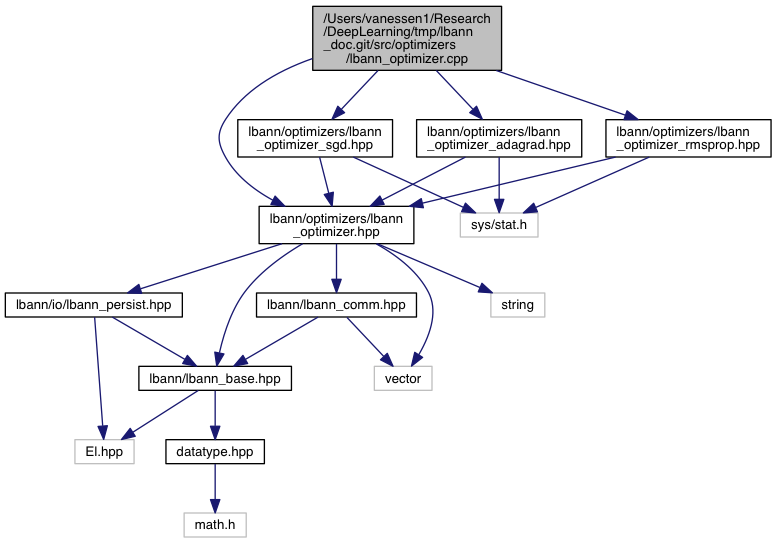 /Users/vanessen1/Research
/DeepLearning/tmp/lbann
_doc.git/src/optimizers
/lbann_optimizer.cpp
lbann/optimizers/lbann
_optimizer_sgd.hpp
lbann/optimizers/lbann
_optimizer_adagrad.hpp
lbann/optimizers/lbann
_optimizer_rmsprop.hpp
lbann/optimizers/lbann
_optimizer.hpp
sys/stat.h
lbann/io/lbann_persist.hpp
lbann/lbann_comm.hpp
string
lbann/lbann_base.hpp
vector
El.hpp
datatype.hpp
math.h